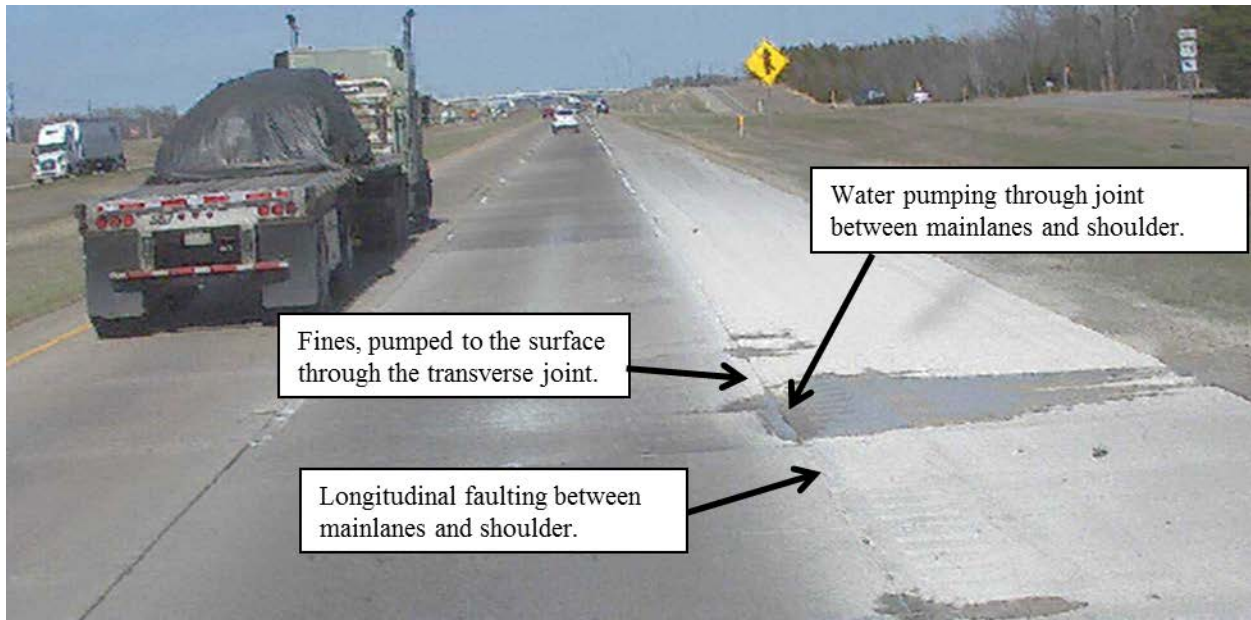 Water pumping through joint
between mainlanes and shoulder.
Fines, pumped to the surface
through the transverse joint.
Longitudinal faulting between
mainlanes and shoulder.